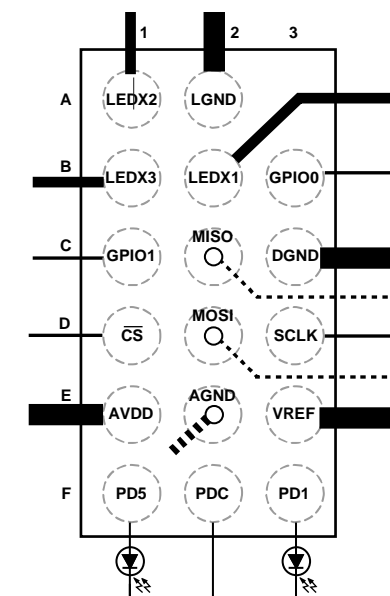 1 2 3
A LEDX2 LGND
B LEDX3 LEDX1 GPIO0
C GPIO1 MISO DGND
D C̅S̅ MOSI SCLK
E AVDD AGND VREF
F PD5 PDC PD1